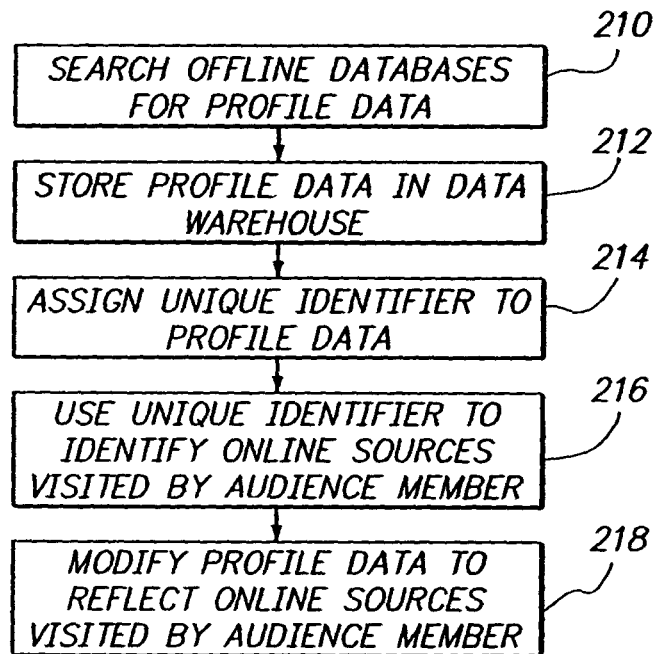 210
SEARCH OFFLINE DATABASES
FOR PROFILE DATA
212
STORE PROFILE DATA IN DATA
WAREHOUSE
214
ASSIGN UNIQUE IDENTIFIER TO
PROFILE DATA
216
USE UNIQUE IDENTIFIER TO
IDENTIFY ONLINE SOURCES
VISITED BY AUDIENCE MEMBER
218
MODIFY PROFILE DATA TO
REFLECT ONLINE SOURCES
VISITED BY AUDIENCE MEMBER